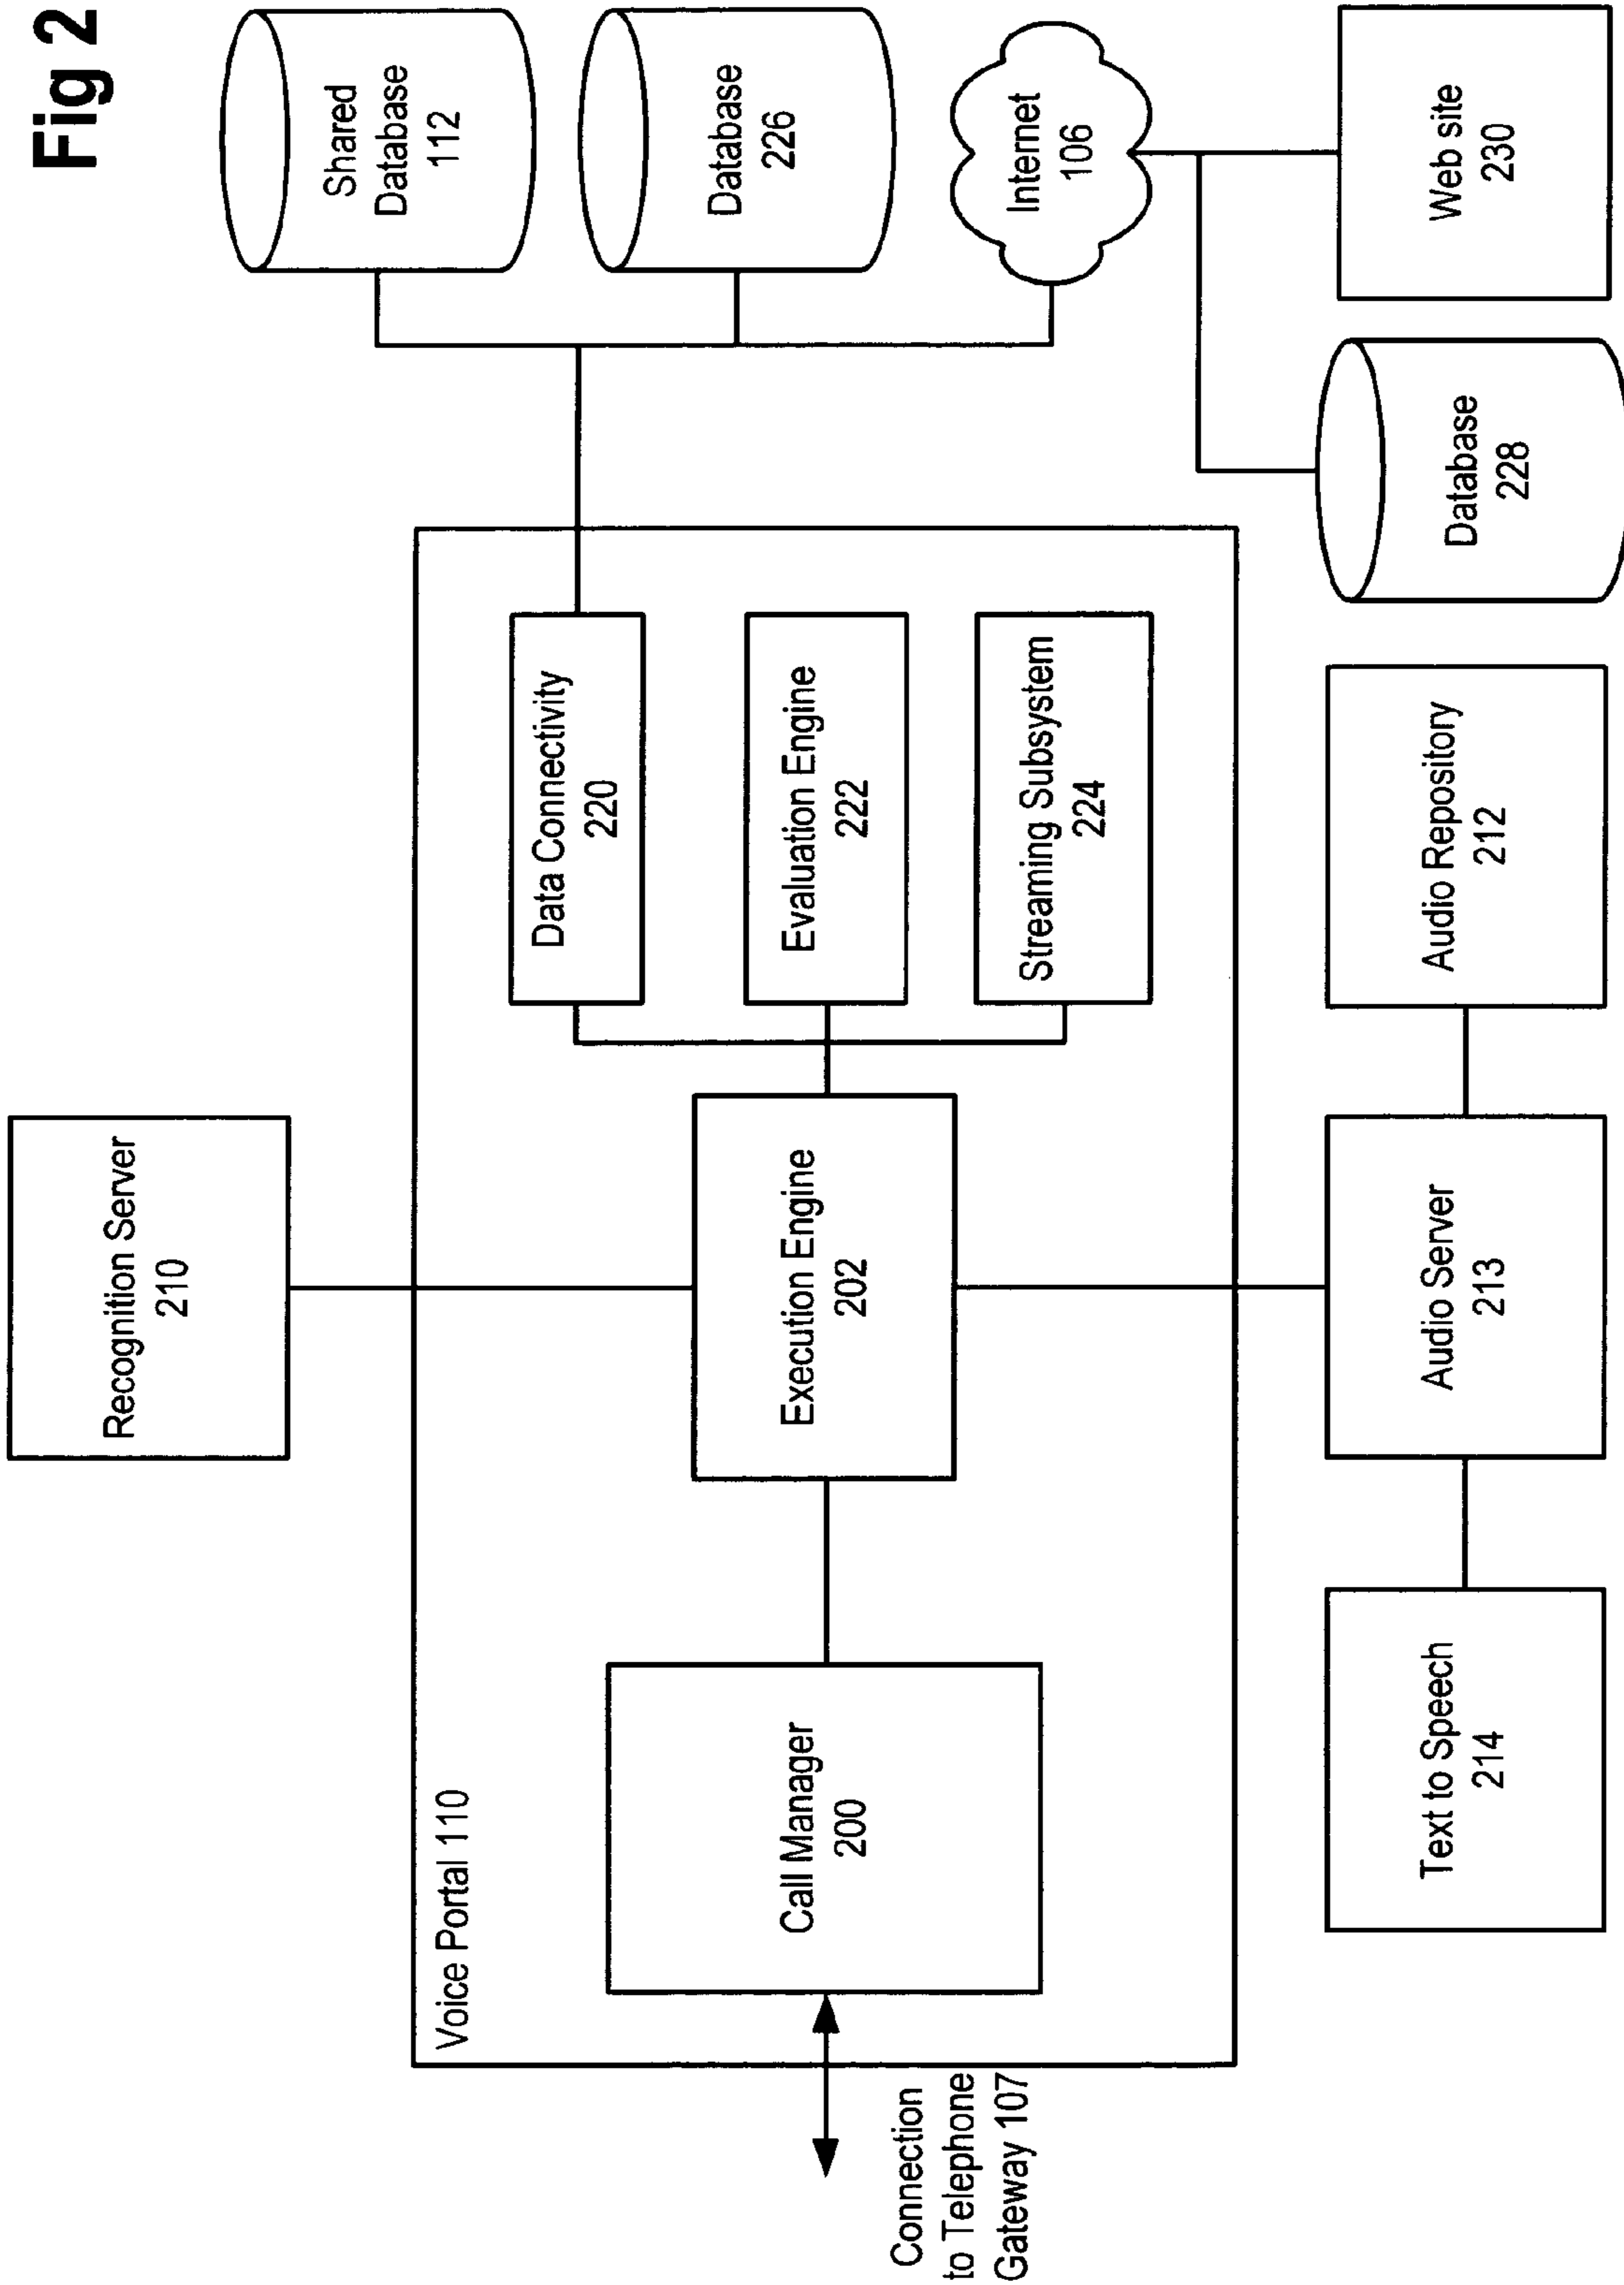 Fig 2
Recognition Server
210
Shared
Database
112
Voice Portal 110
Data Connectivity
220
Database
226
Call Manager
200
Execution Engine
202
Evaluation Engine
222
Connection
to Telephone
Gateway 107
Streaming Subsystem
224
Internet
106
Text to Speech
214
Audio Server
213
Audio Repository
212
Database
228
Web site
230